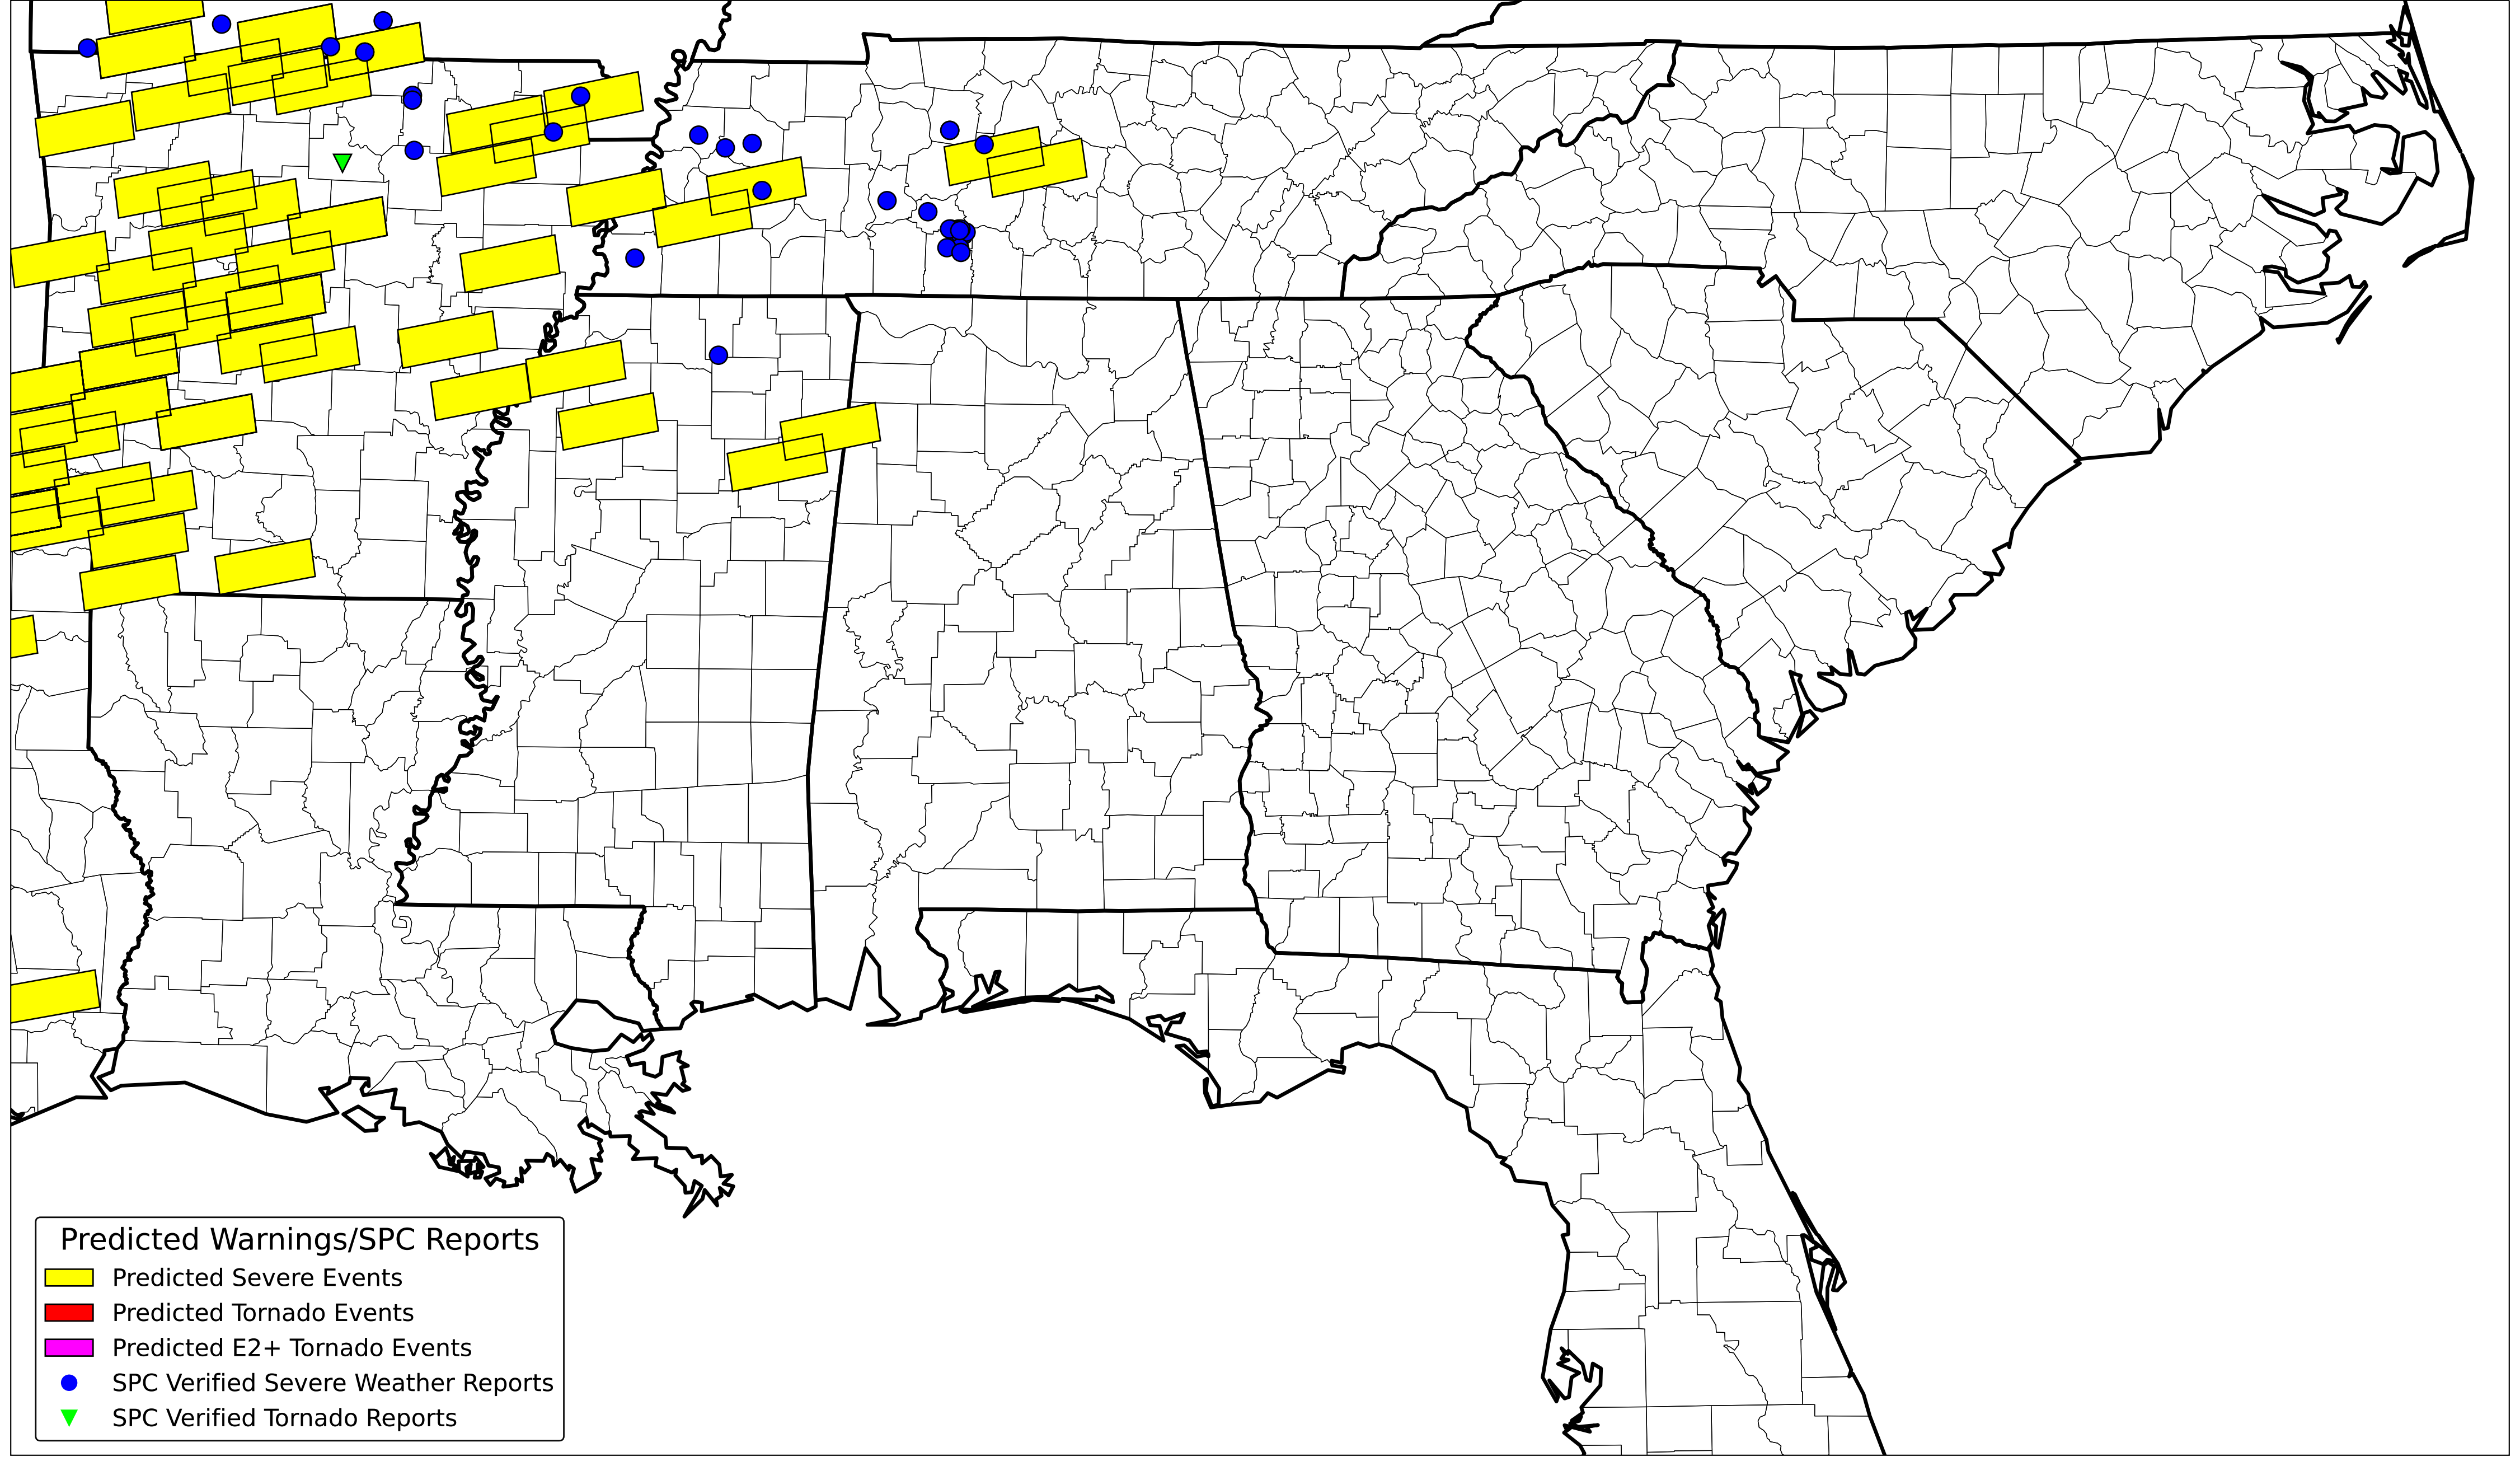 Predicted Warnings/SPC Reports
Predicted Severe Events
Predicted Tornado Events
Predicted E2+ Tornado Events
SPC Verified Severe Weather Reports
SPC Verified Tornado Reports